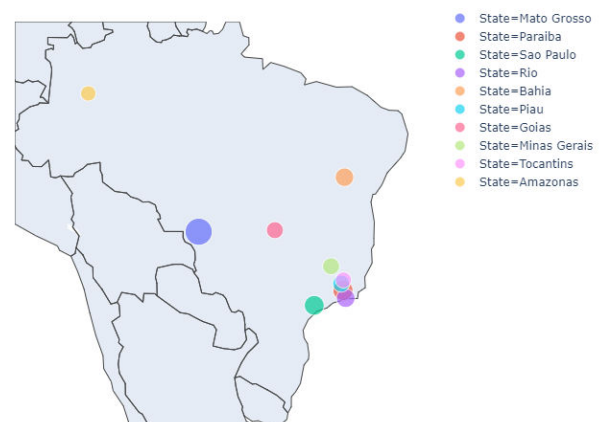 State=Mato Grosso
State=Paraiba
State=Sao Paulo
State=Rio
State=Bahia
State=Piau
State=Goias
State=Minas Gerais
State=Tocantins
State=Amazonas